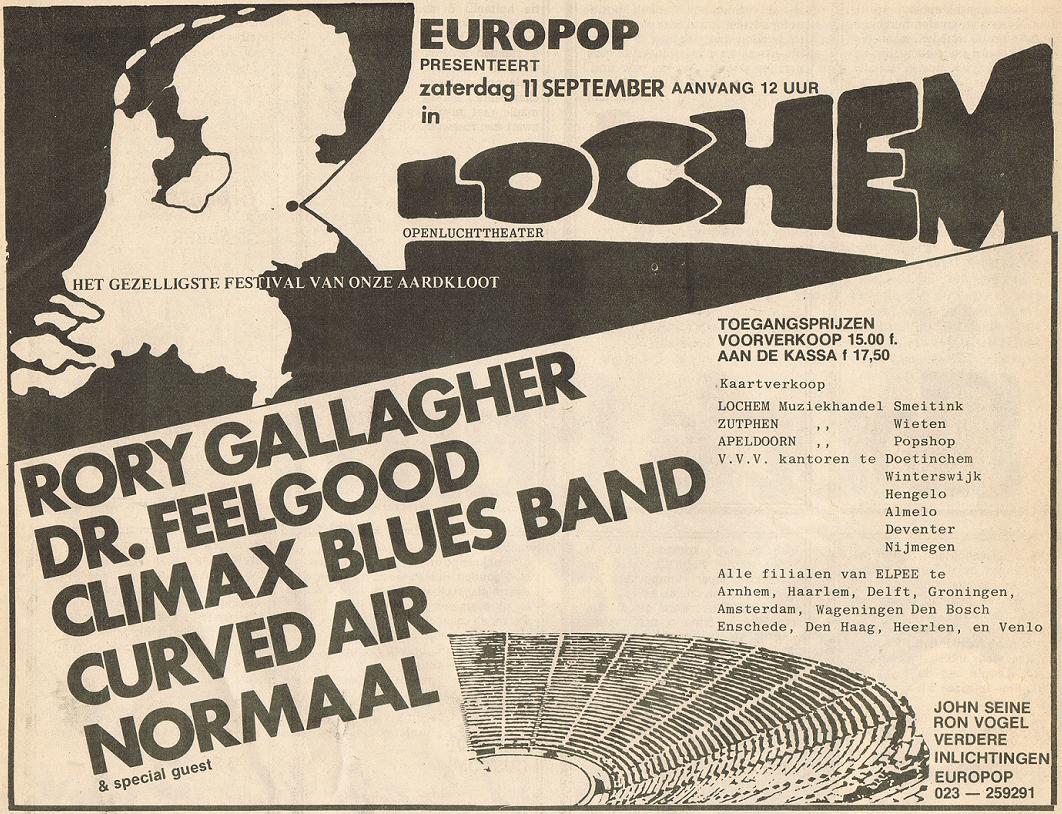 EUROPOP
PRESENTEERT
zaterdag 11 SEPTEMBER AANVANG 12 UUR
in
LOCHEM
OPENLUCHTTHEATER
HET GEZELLIGSTE FESTIVAL VAN ONZE AARDKLOOT
TOEGANGSPRIJZEN
VOORVERKOOP 15.00 f.
AAN DE KASSA f 17,50
Kaartverkoop
LOCHEM Muziekhandel Smeitink
ZUTPHEN ,, Wieten
APELDOORN ,, Popshop
V.V.V. kantoren te Doetinchem
Winterswijk
Hengelo
Almelo
Deventer
Nijmegen
Alle filialen van ELPEE te
Arnhem, Haarlem, Delft, Groningen,
Amsterdam, Wageningen Den Bosch
Enschede, Den Haag, Heerlen, en Venlo
RORY GALLAGHER
DR. FEELGOOD
CLIMAX BLUES BAND
CURVED AIR
NORMAAL
& special guest
JOHN SEINE
RON VOGEL
VERDERE
INLICHTINGEN
EUROPOP
023 — 259291